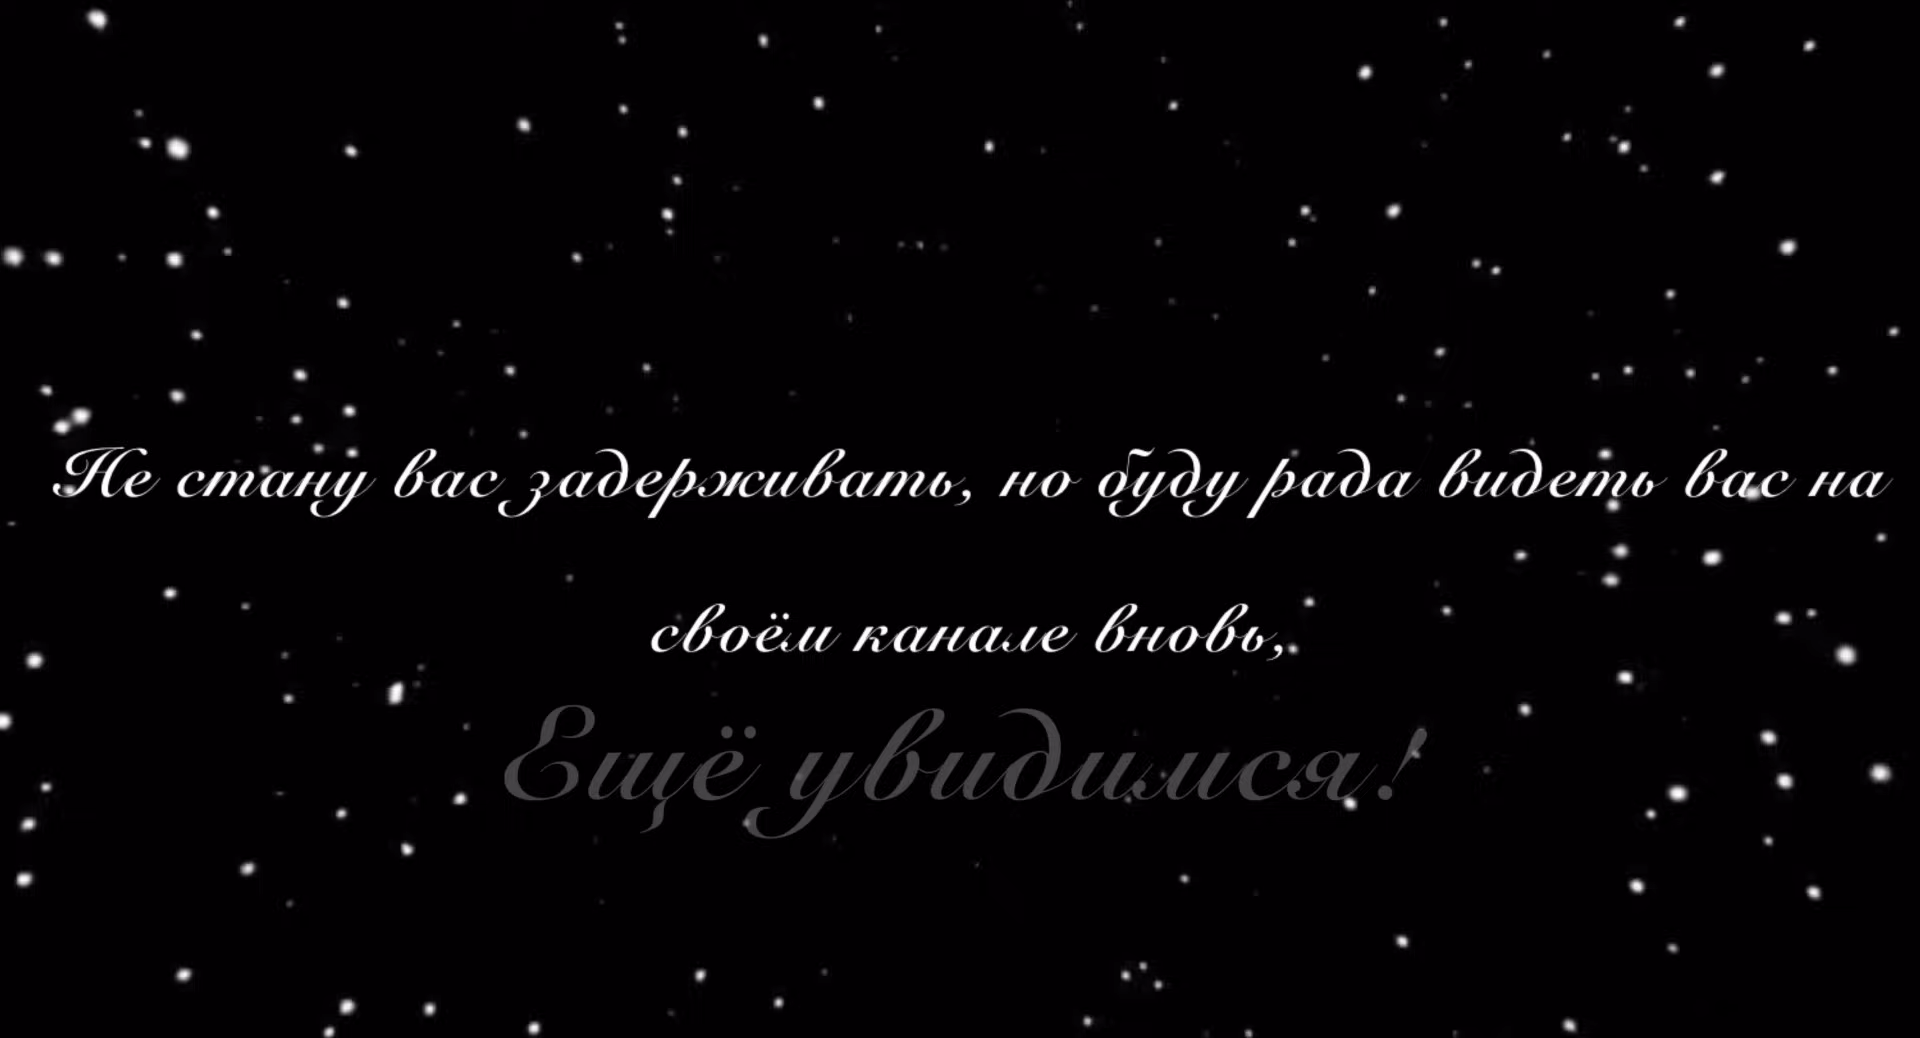 Не стану вас задерживать, но буду рада видеть вас на
своём канале вновь,
Ещё увидимся!